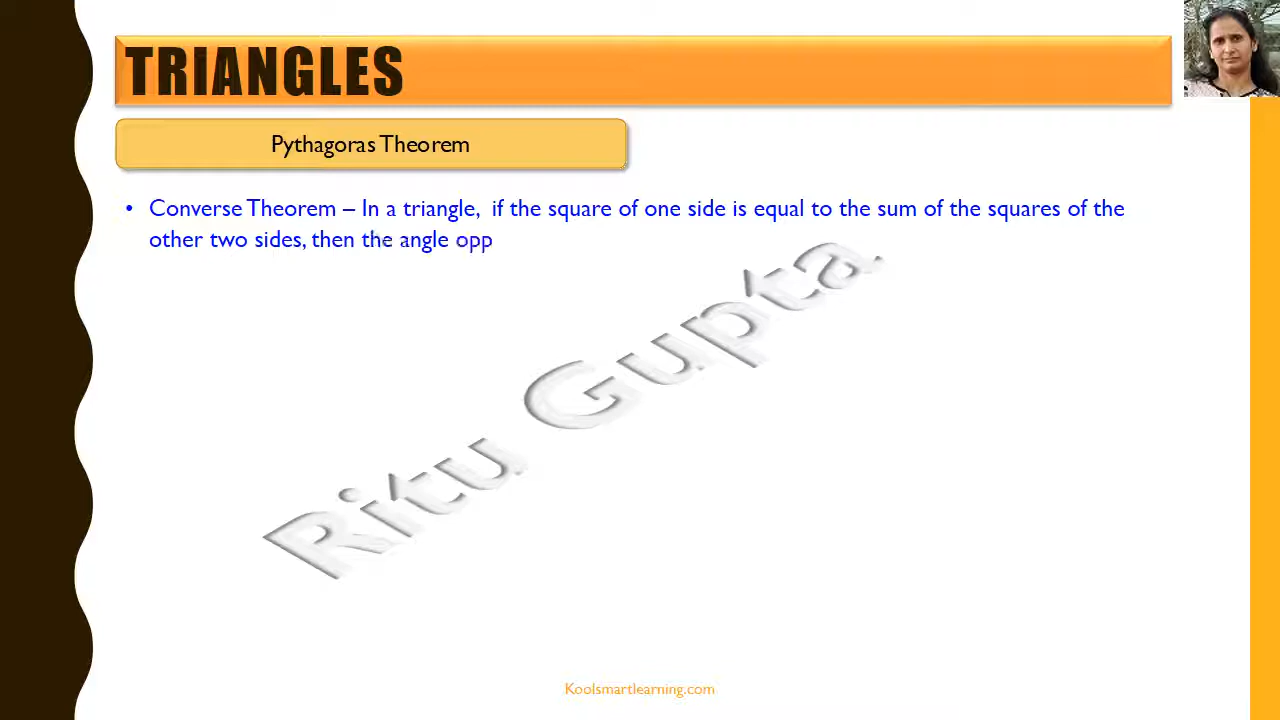 TRIANGLES
Pythagoras Theorem
• Converse Theorem – In a triangle, if the square of one side is equal to the sum of the squares of the
other two sides, then the angle opp
Ritu Gupta
Koolsmartlearning.com